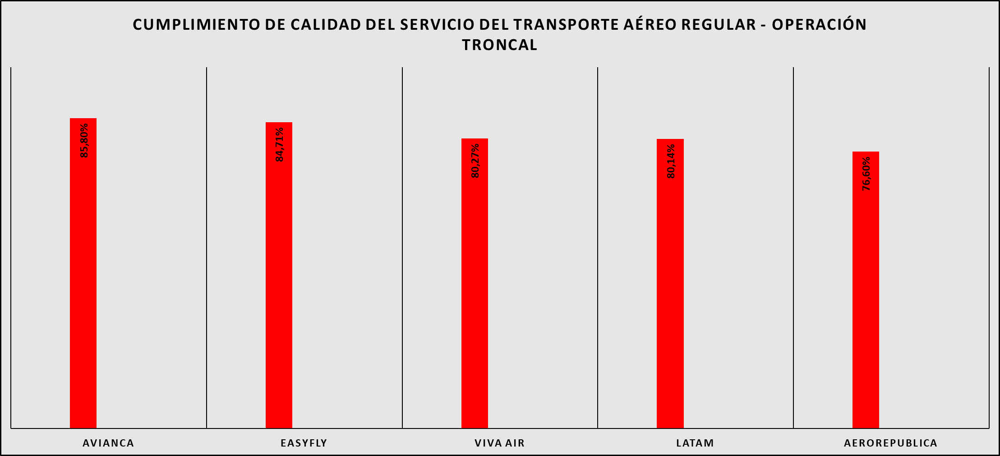 CUMPLIMIENTO DE CALIDAD DEL SERVICIO DEL TRANSPORTE AÉREO REGULAR - OPERACIÓN
TRONCAL
85,80%
84,71%
80,27%
80,14%
76,60%
AVIANCA
EASYFLY
VIVA AIR
LATAM
AEROREPUBLICA